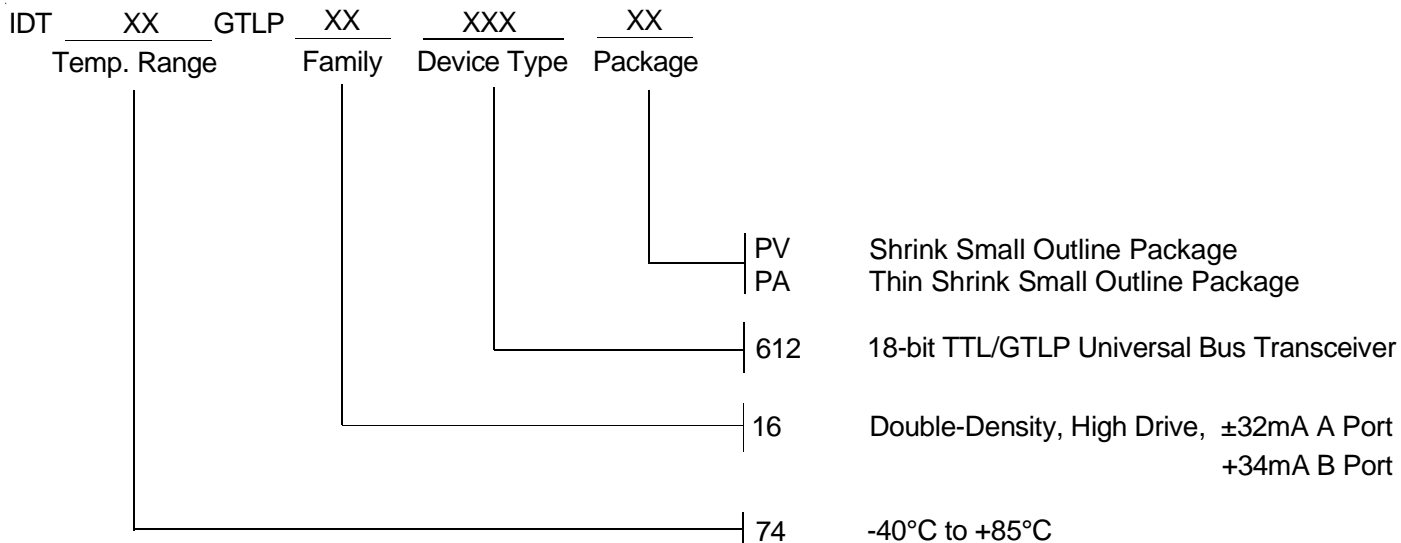 IDT XX GTLP XX XXX XX
Temp. Range Family Device Type Package
PV Shrink Small Outline Package
PA Thin Shrink Small Outline Package
612 18-bit TTL/GTLP Universal Bus Transceiver
16 Double-Density, High Drive, ±32mA A Port
+34mA B Port
74 -40°C to +85°C